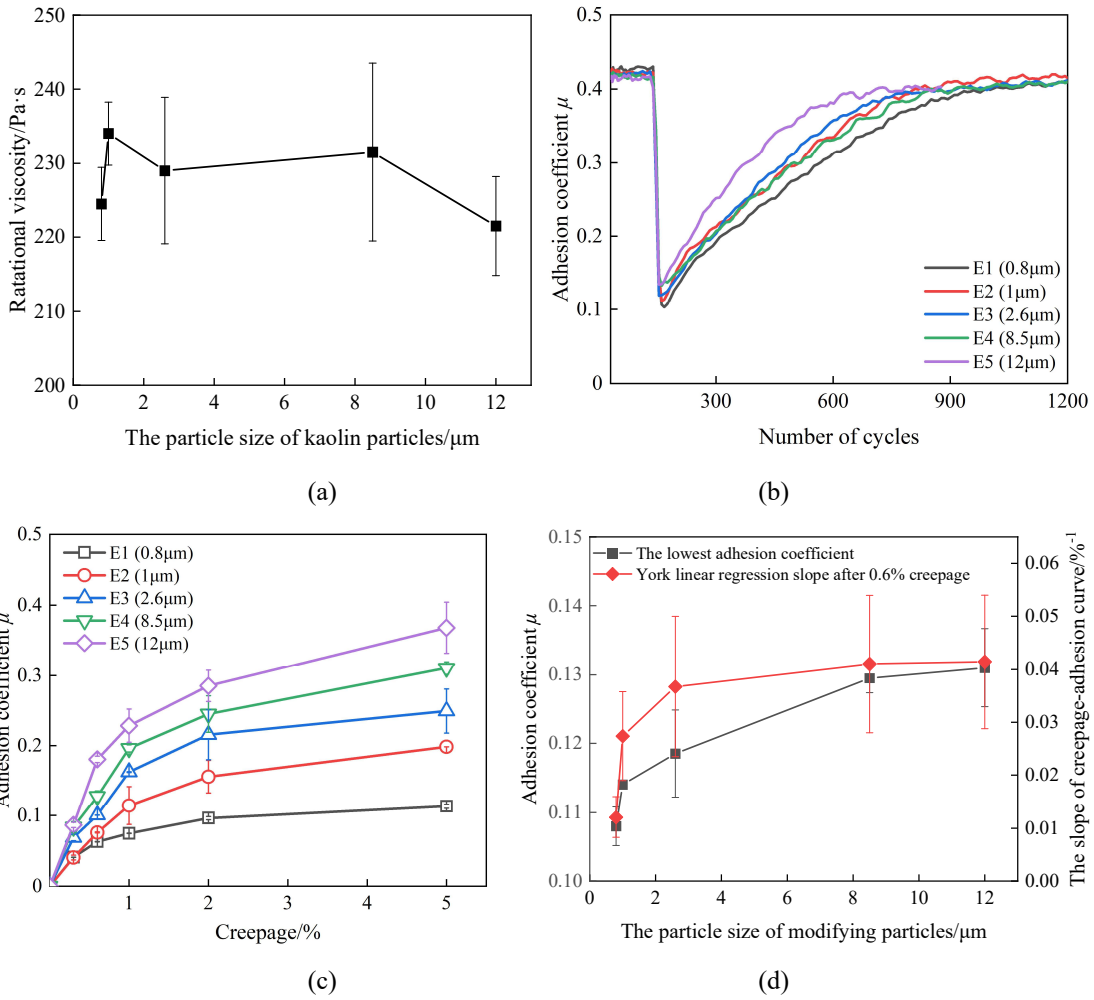 250
240
230
220
210
200
0
2
4
6
8
10
12
Ratational viscosity/Pa·s
The particle size of kaolin particles/μm
(a)
0.5
0.4
0.3
0.2
0.1
0
300
600
900
1200
Adhesion coefficient μ
Number of cycles
E1 (0.8μm)
E2 (1μm)
E3 (2.6μm)
E4 (8.5μm)
E5 (12μm)
(b)
0.5
0.4
0.3
0.2
0.1
0
1
2
3
4
5
Adhesion coefficient μ
Creepage/%
E1 (0.8μm)
E2 (1μm)
E3 (2.6μm)
E4 (8.5μm)
E5 (12μm)
(c)
0.15
0.14
0.13
0.12
0.11
0.10
0
2
4
6
8
10
12
0.06
0.05
0.04
0.03
0.02
0.01
0.00
Adhesion coefficient μ
The lowest adhesion coefficient
York linear regression slope after 0.6% creepage
The slope of creepage-adhesion curve/%⁻¹
The particle size of modifying particles/μm
(d)